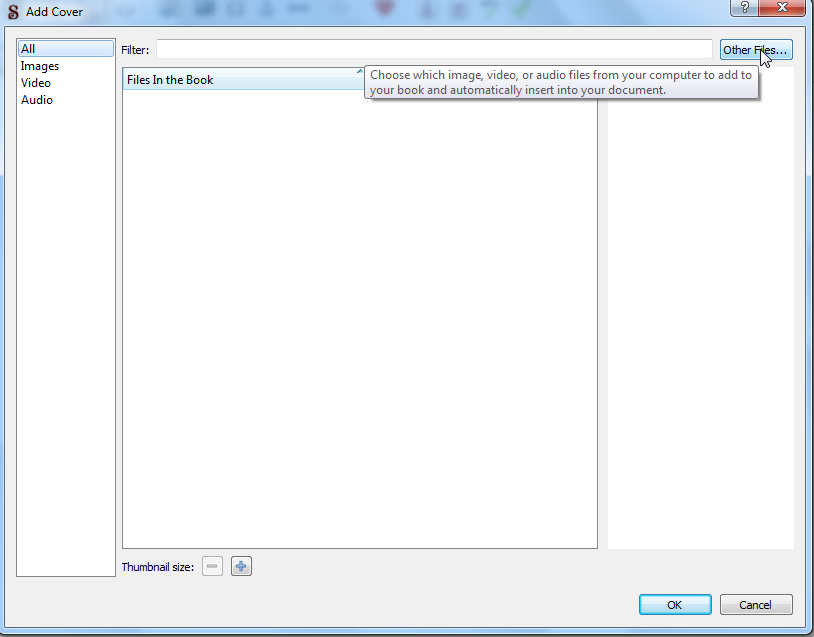 S Add Cover
?
All
Images
Video
Audio
Filter:
Other Files...
Files In the Book
Choose which image, video, or audio files from your computer to add to
your book and automatically insert into your document.
Thumbnail size:
OK
Cancel